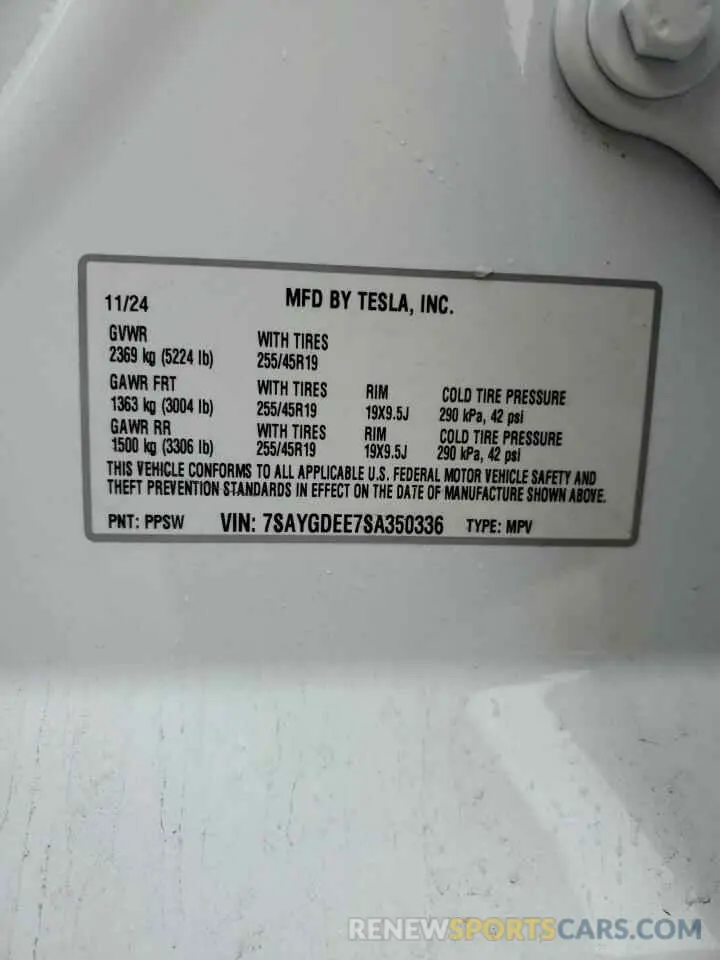 11/24 MFD BY TESLA, INC.
GVWR WITH TIRES
2369 kg (5224 lb) 255/45R19
GAWR FRT WITH TIRES RIM COLD TIRE PRESSURE
1363 kg (3004 lb) 255/45R19 19X9.5J 290 kPa, 42 psi
GAWR RR WITH TIRES RIM COLD TIRE PRESSURE
1500 kg (3306 lb) 255/45R19 19X9.5J 290 kPa, 42 psi
THIS VEHICLE CONFORMS TO ALL APPLICABLE U.S. FEDERAL MOTOR VEHICLE SAFETY AND
THEFT PREVENTION STANDARDS IN EFFECT ON THE DATE OF MANUFACTURE SHOWN ABOVE.
PNT: PPSW VIN: 7SAYGDEE7SA350336 TYPE: MPV
RENEWSPORTSCARS.COM